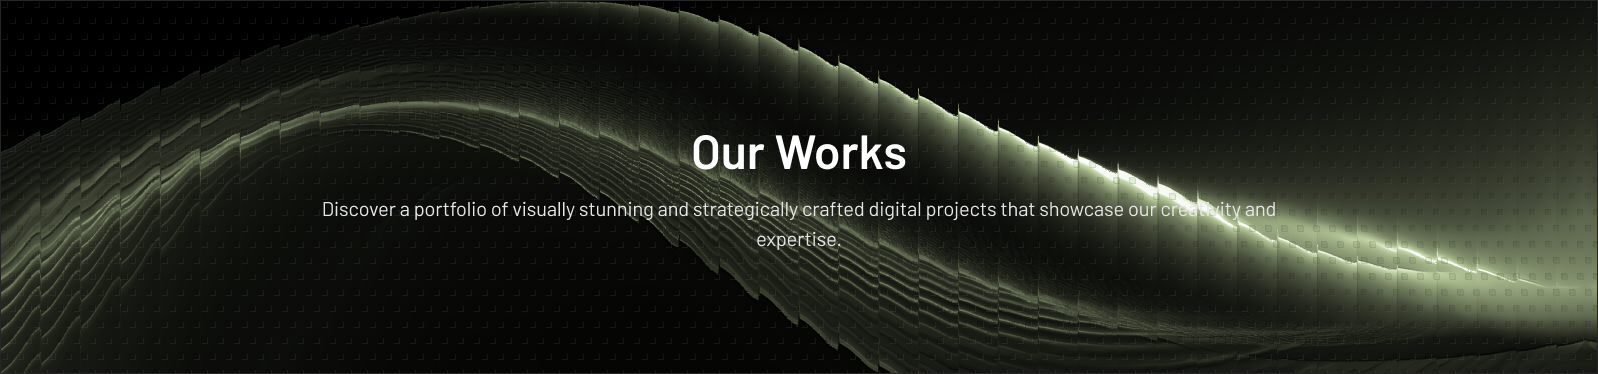 Our Works
Discover a portfolio of visually stunning and strategically crafted digital projects that showcase our creativity and
expertise.